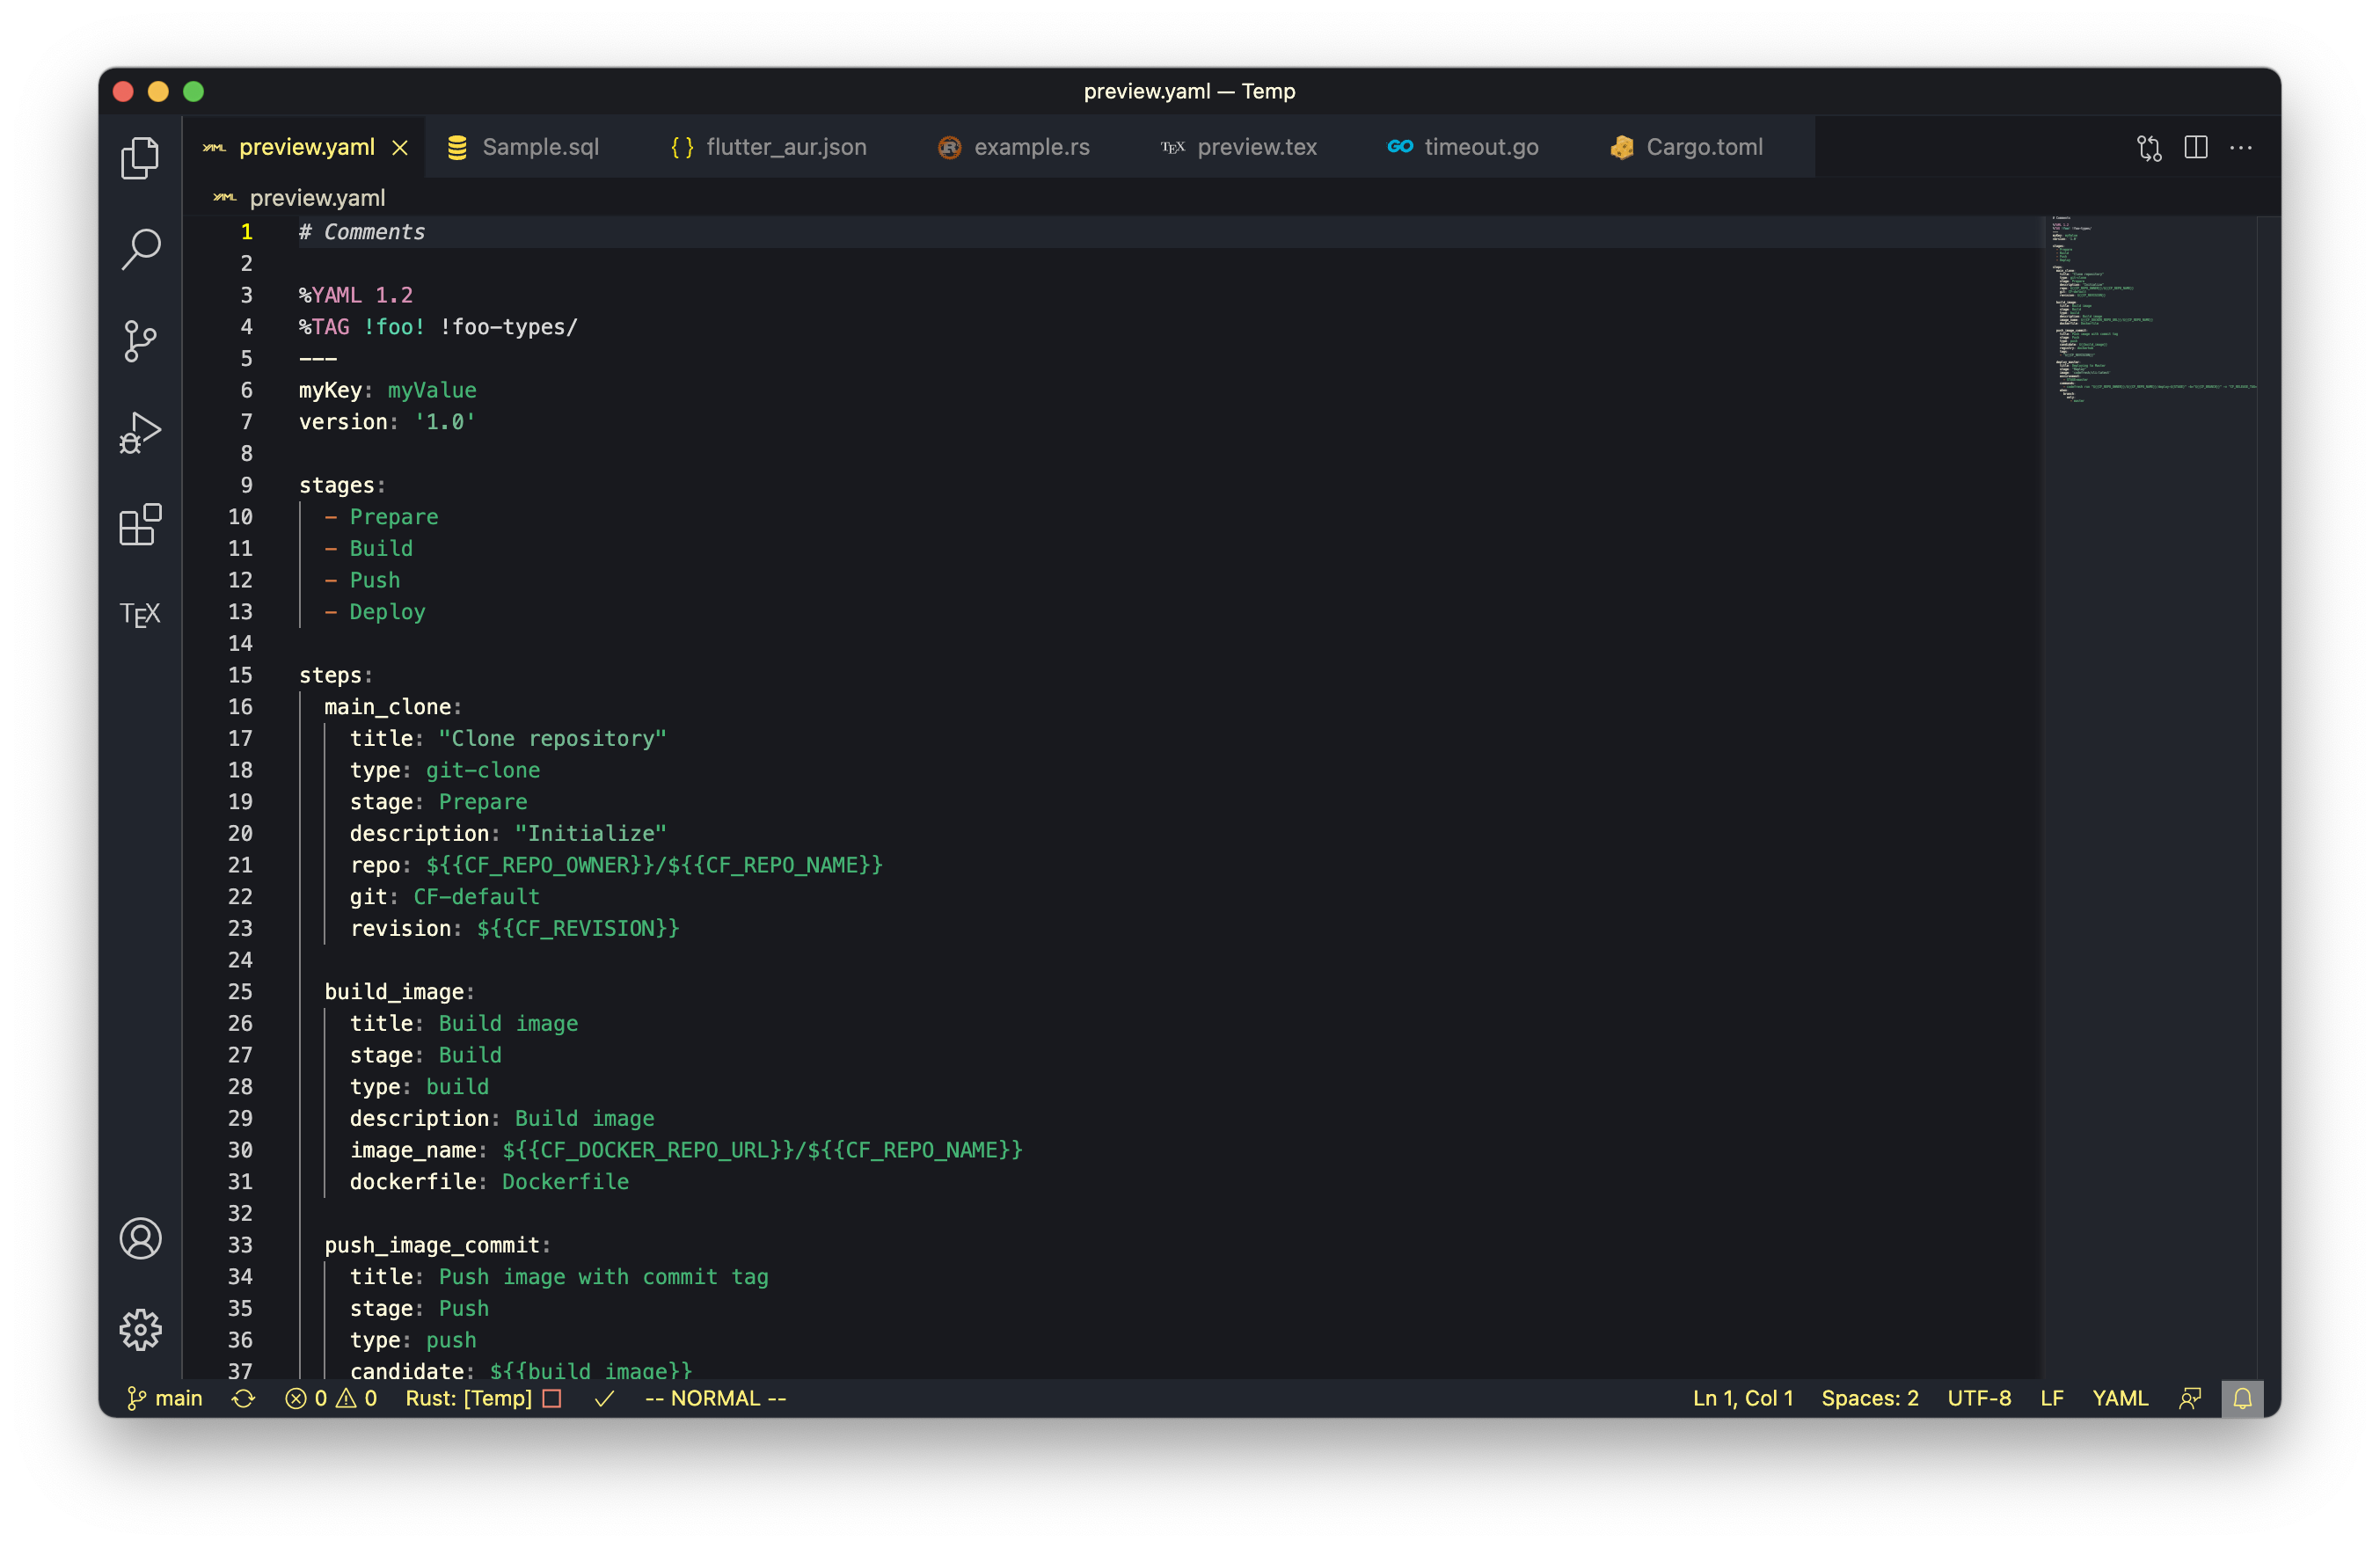 preview.yaml — Temp
YAML preview.yaml Sample.sql {} flutter_aur.json example.rs TEX preview.tex GO timeout.go Cargo.toml
YAML preview.yaml
1 # Comments
2
3 %YAML 1.2
4 %TAG !foo! !foo-types/
5 ---
6 myKey: myValue
7 version: '1.0'
8
9 stages:
10 - Prepare
11 - Build
12 - Push
13 - Deploy
14
15 steps:
16 main_clone:
17 title: "Clone repository"
18 type: git-clone
19 stage: Prepare
20 description: "Initialize"
21 repo: ${{CF_REPO_OWNER}}/${{CF_REPO_NAME}}
22 git: CF-default
23 revision: ${{CF_REVISION}}
24
25 build_image:
26 title: Build image
27 stage: Build
28 type: build
29 description: Build image
30 image_name: ${{CF_DOCKER_REPO_URL}}/${{CF_REPO_NAME}}
31 dockerfile: Dockerfile
32
33 push_image_commit:
34 title: Push image with commit tag
35 stage: Push
36 type: push
37 candidate: ${{build_image}}
TEX
main 0 0 Rust: [Temp] -- NORMAL -- Ln 1, Col 1 Spaces: 2 UTF-8 LF YAML